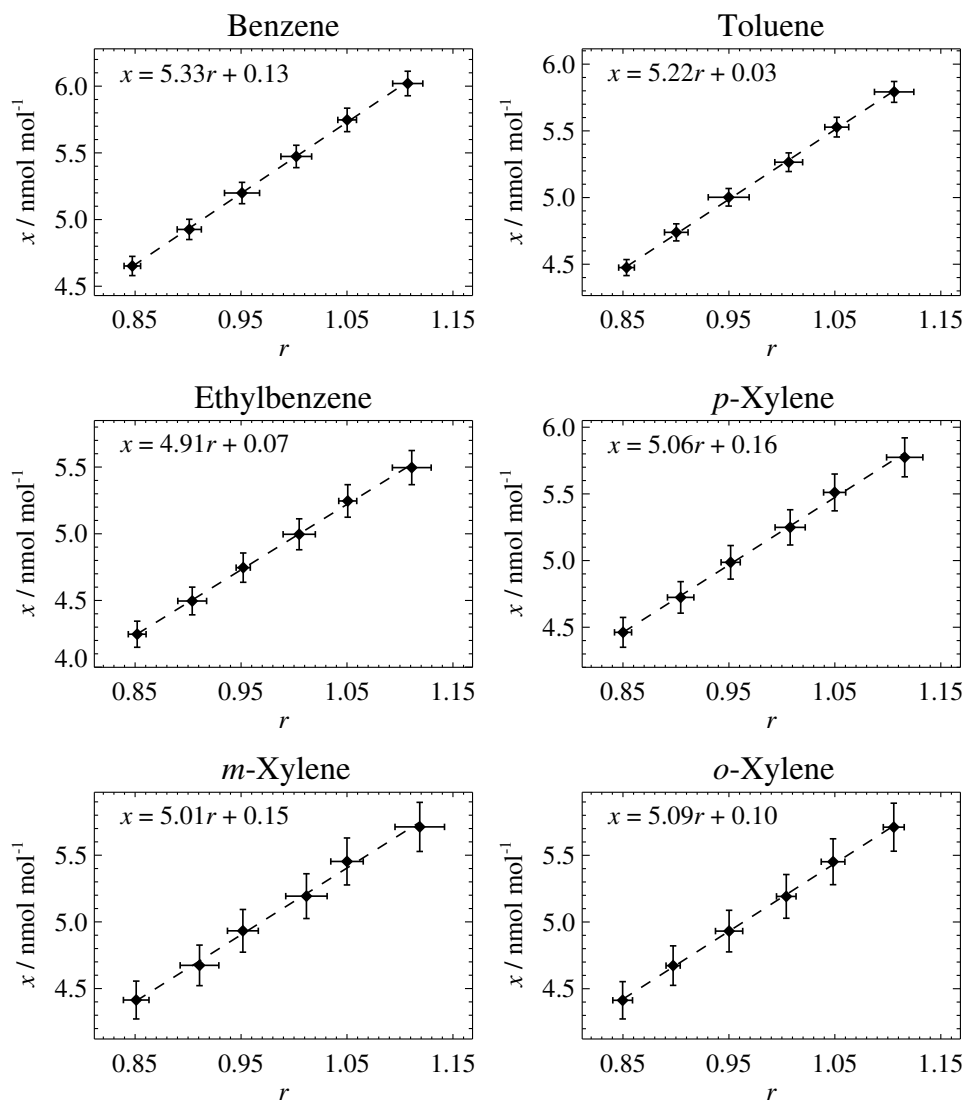 Benzene
x = 5.33r + 0.13
x / nmol mol-1
6.0
5.5
5.0
4.5
0.85 0.95 1.05 1.15
r
Toluene
x = 5.22r + 0.03
x / nmol mol-1
6.0
5.5
5.0
4.5
0.85 0.95 1.05 1.15
r
Ethylbenzene
x = 4.91r + 0.07
x / nmol mol-1
5.5
5.0
4.5
4.0
0.85 0.95 1.05 1.15
r
p-Xylene
x = 5.06r + 0.16
x / nmol mol-1
6.0
5.5
5.0
4.5
0.85 0.95 1.05 1.15
r
m-Xylene
x = 5.01r + 0.15
x / nmol mol-1
5.5
5.0
4.5
0.85 0.95 1.05 1.15
r
o-Xylene
x = 5.09r + 0.10
x / nmol mol-1
5.5
5.0
4.5
0.85 0.95 1.05 1.15
r